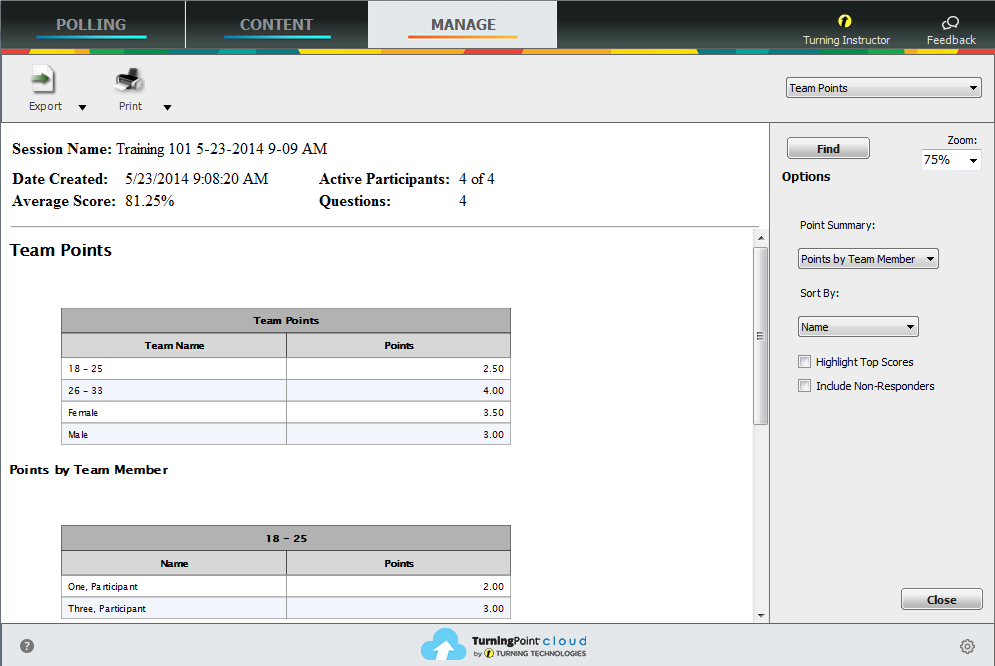 POLLING CONTENT MANAGE
Turning Instructor Feedback
Export Print Team Points
Session Name: Training 101 5-23-2014 9-09 AM
Date Created: 5/23/2014 9:08:20 AM Active Participants: 4 of 4
Average Score: 81.25% Questions: 4
Team Points
Team Points
Team Name Points
18 - 25 2.50
26 - 33 4.00
Female 3.50
Male 3.00
Points by Team Member
18 - 25
Name Points
One, Participant 2.00
Three, Participant 3.00
Find Zoom:
75%
Options
Point Summary:
Points by Team Member
Sort By:
Name
Highlight Top Scores
Include Non-Responders
Close
?
TurningPoint cloud
by TURNING TECHNOLOGIES